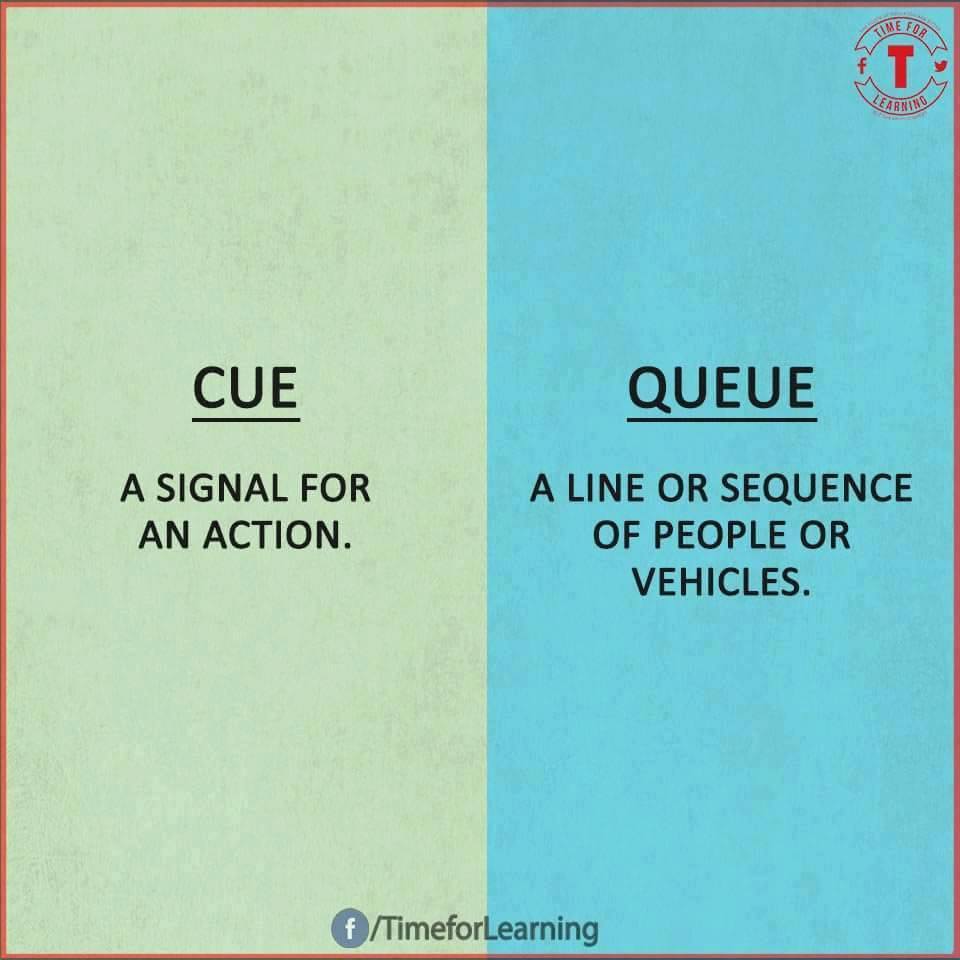 TIME FOR
T
LEARNING
CUE
A SIGNAL FOR
AN ACTION.
QUEUE
A LINE OR SEQUENCE
OF PEOPLE OR
VEHICLES.
f/TimeforLearning